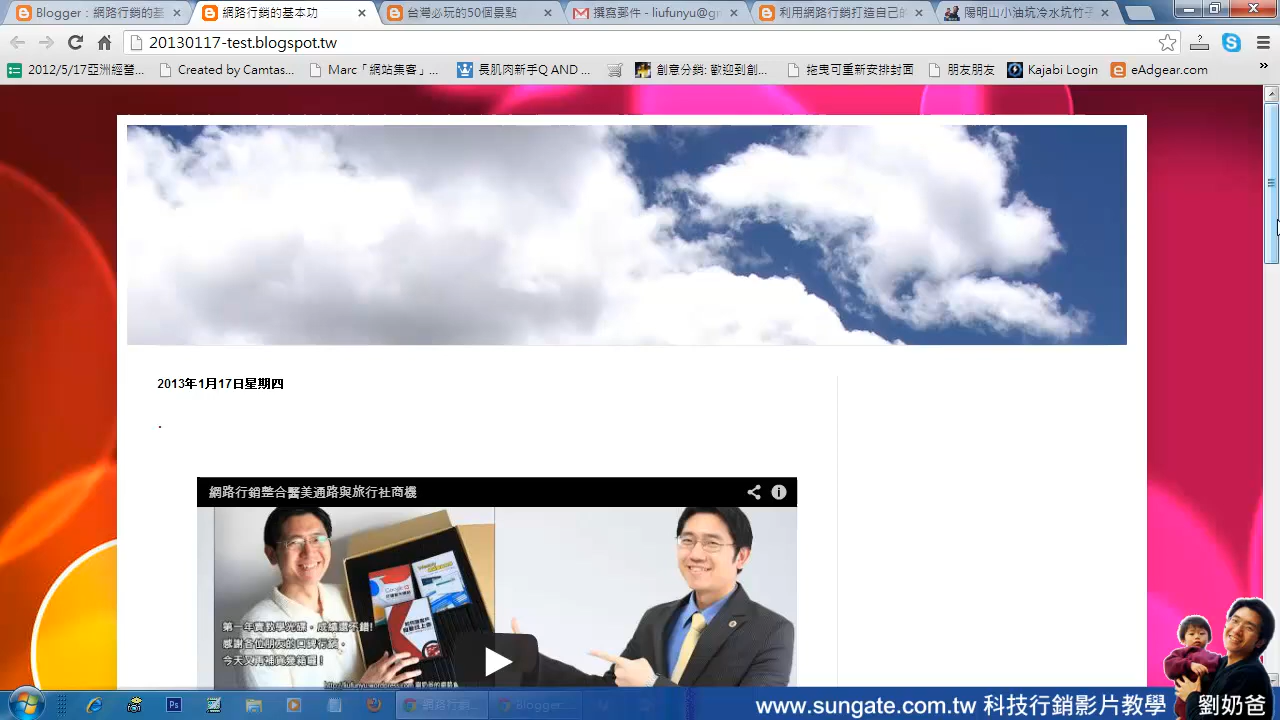 Blogger：網路行銷的基
網路行銷的基本功
台灣必玩的50個景點
撰寫郵件 - liufunyu@g
利用網路行銷打造自己的
陽明山小油坑冷水坑竹子
20130117-test.blogspot.tw
2012/5/17亞洲經營...
Created by Camtas...
Marc「網站集客」...
長肌肉新手Q AND ...
創意分銷: 歡迎到創...
拖曳可重新安排封面
朋友朋友
Kajabi Login
eAdgear.com
2013年1月17日星期四
.
網路行銷整合醫美通路與旅行社商機
第一年賣教學光碟，成績還不錯!
感謝各位朋友的口碑行銷，
今天又再補貨幾箱囉！
網路行銷...
Blogger:...
www.sungate.com.tw 科技行銷影片教學
劉奶爸